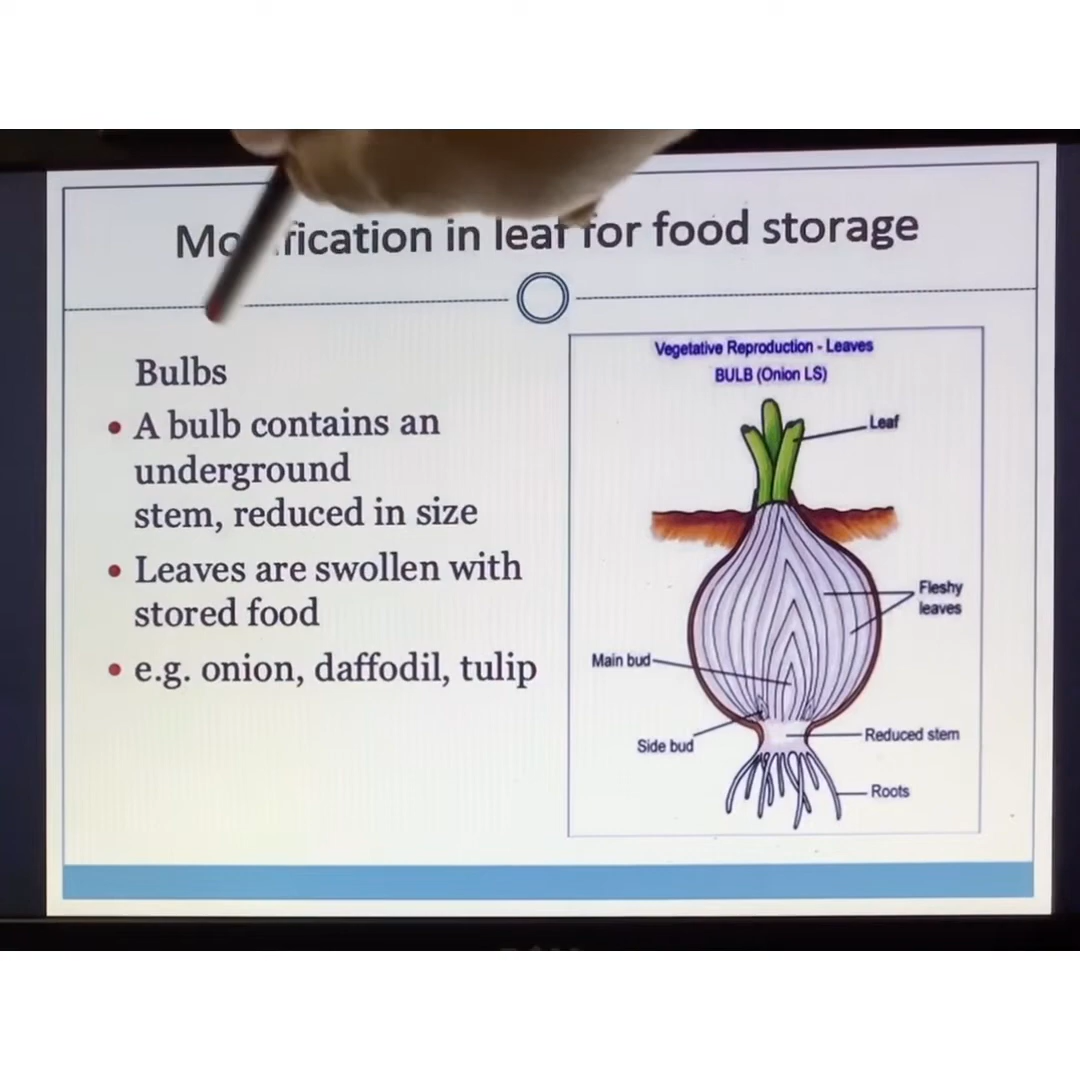 Mo fication in leaf for food storage
Bulbs
• A bulb contains an
underground
stem, reduced in size
• Leaves are swollen with
stored food
• e.g. onion, daffodil, tulip
Vegetative Reproduction - Leaves
BULB (Onion LS)
Leaf
Fleshy
leaves
Main bud
Side bud
Reduced stem
Roots